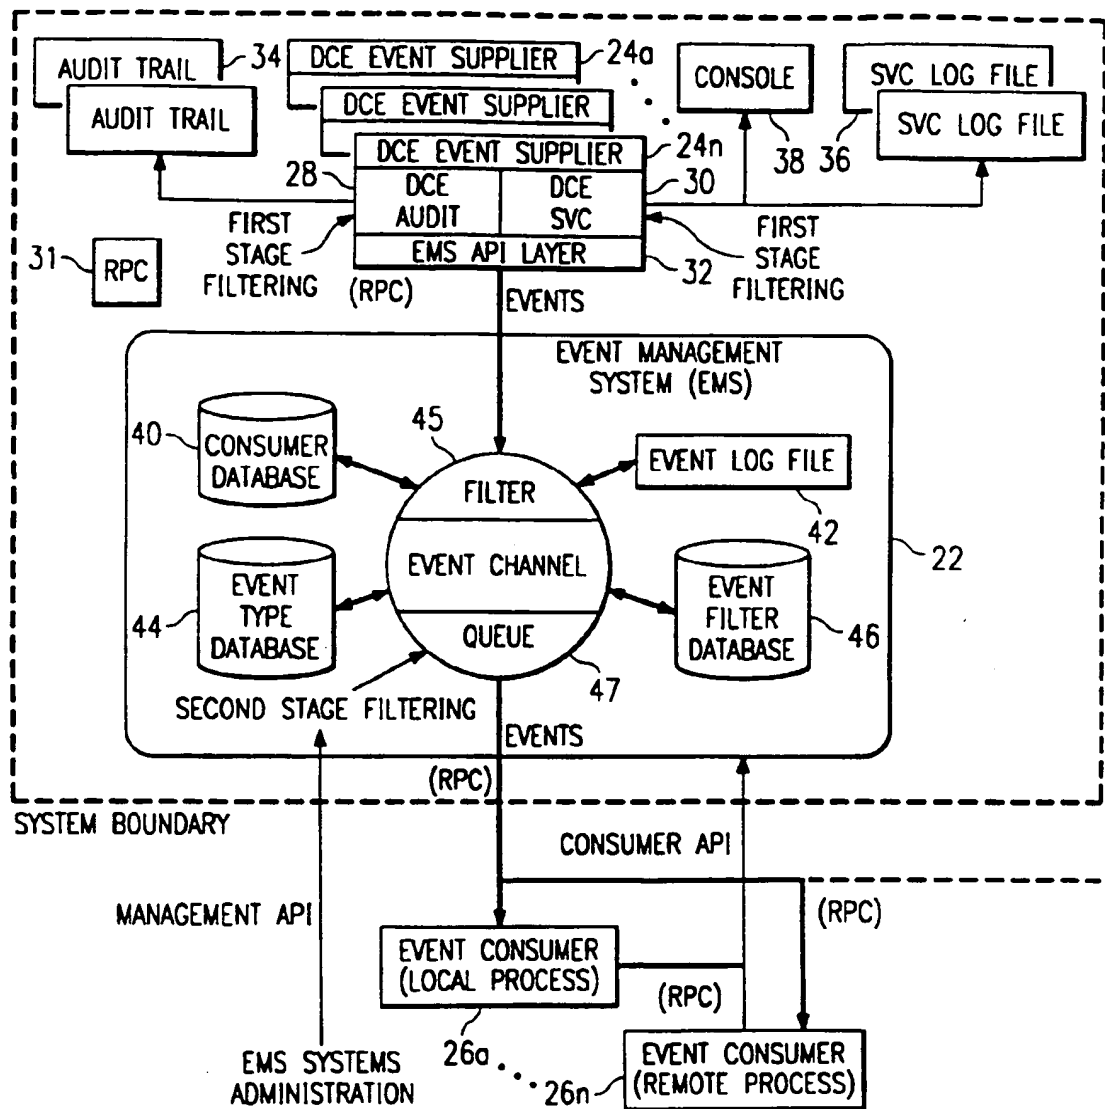 AUDIT TRAIL
34
AUDIT TRAIL
DCE EVENT SUPPLIER
24a
DCE EVENT SUPPLIER
DCE EVENT SUPPLIER
24n
CONSOLE
38
SVC LOG FILE
36
SVC LOG FILE
28
DCE
AUDIT
DCE
SVC
30
EMS API LAYER
32
FIRST
STAGE
FILTERING
FIRST
STAGE
FILTERING
31
RPC
(RPC)
EVENTS
EVENT MANAGEMENT
SYSTEM (EMS)
40
CONSUMER
DATABASE
45
FILTER
EVENT CHANNEL
QUEUE
47
EVENT LOG FILE
42
22
44
EVENT
TYPE
DATABASE
EVENT
FILTER
DATABASE
46
SECOND STAGE FILTERING
EVENTS
(RPC)
SYSTEM BOUNDARY
CONSUMER API
MANAGEMENT API
(RPC)
EVENT CONSUMER
(LOCAL PROCESS)
(RPC)
26a
EMS SYSTEMS
ADMINISTRATION
26n
EVENT CONSUMER
(REMOTE PROCESS)